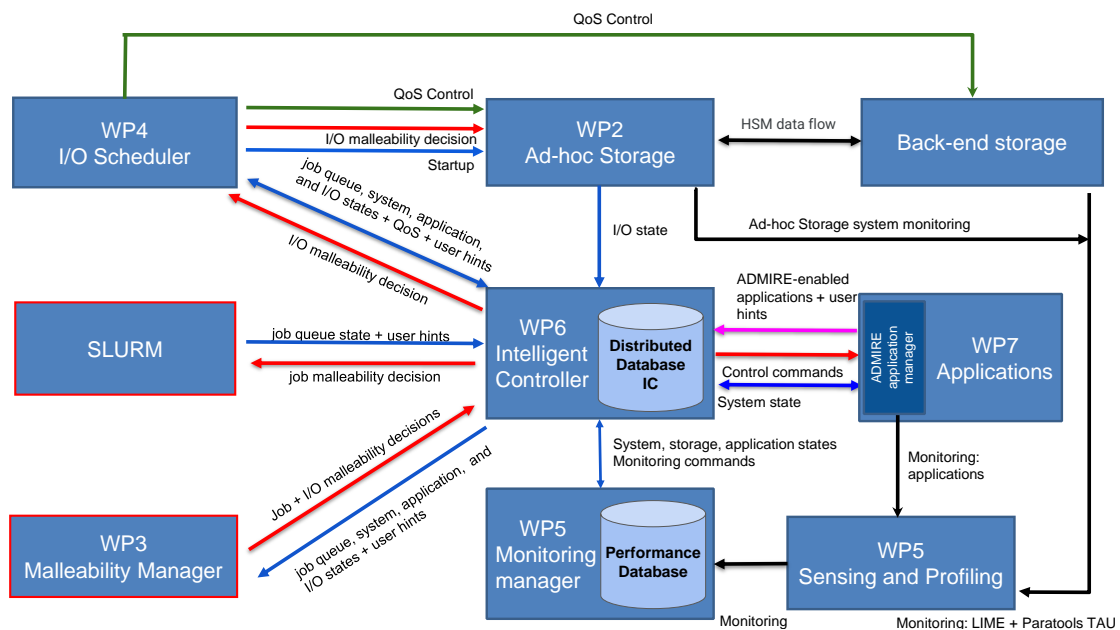 QoS Control
WP4
I/O Scheduler
QoS Control
I/O malleability decision
Startup
WP2
Ad-hoc Storage
HSM data flow
Back-end storage
job queue, system, application,
and I/O states + QoS + user hints
I/O malleability decision
I/O state
Ad-hoc Storage system monitoring
SLURM
job queue state + user hints
job malleability decision
WP6
Intelligent
Controller
Distributed
Database
IC
ADMIRE-enabled
applications + user
hints
Control commands
System state
ADMIRE
application
manager
WP7
Applications
Job + I/O malleability decisions
job queue, system, application, and
I/O states + user hints
System, storage, application states
Monitoring commands
Monitoring:
applications
WP3
Malleability Manager
WP5
Monitoring
manager
Performance
Database
WP5
Sensing and Profiling
Monitoring
Monitoring: LIME + Paratools TAU